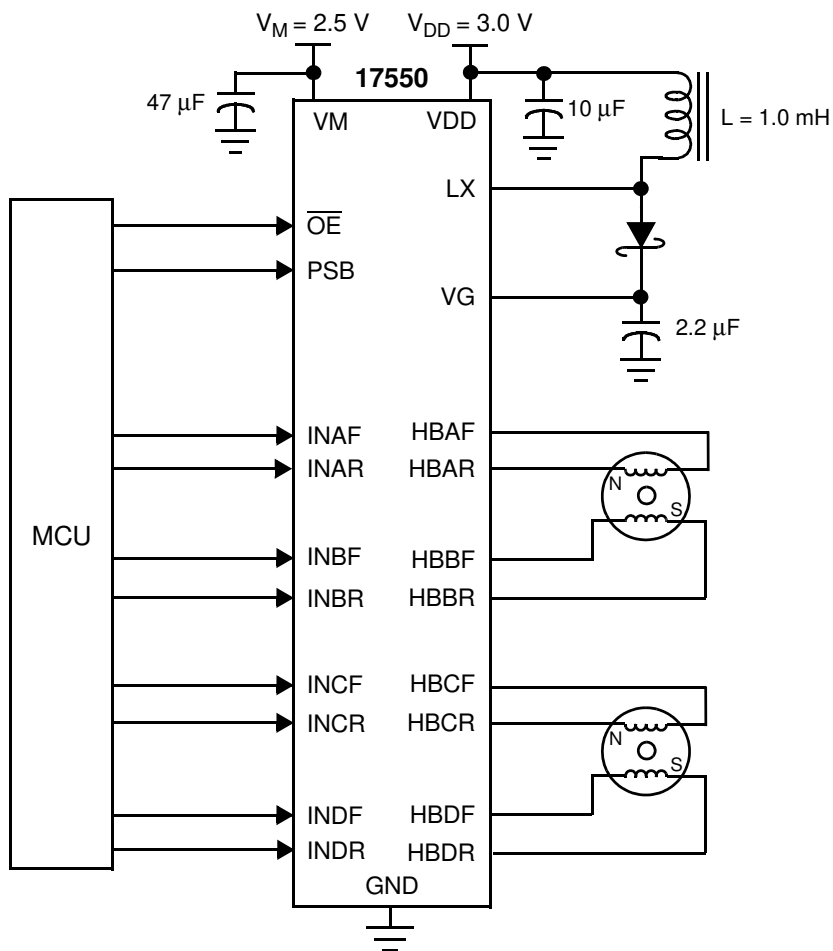 V_M = 2.5 V
V_DD = 3.0 V
17550
47 μF
VM
VDD
10 μF
L = 1.0 mH
LX
O̅E̅
PSB
VG
2.2 μF
MCU
INAF
HBAF
INAR
HBAR
N
S
INBF
HBBF
INBR
HBBR
INCF
HBCF
INCR
HBCR
N
S
INDF
HBDF
INDR
HBDR
GND